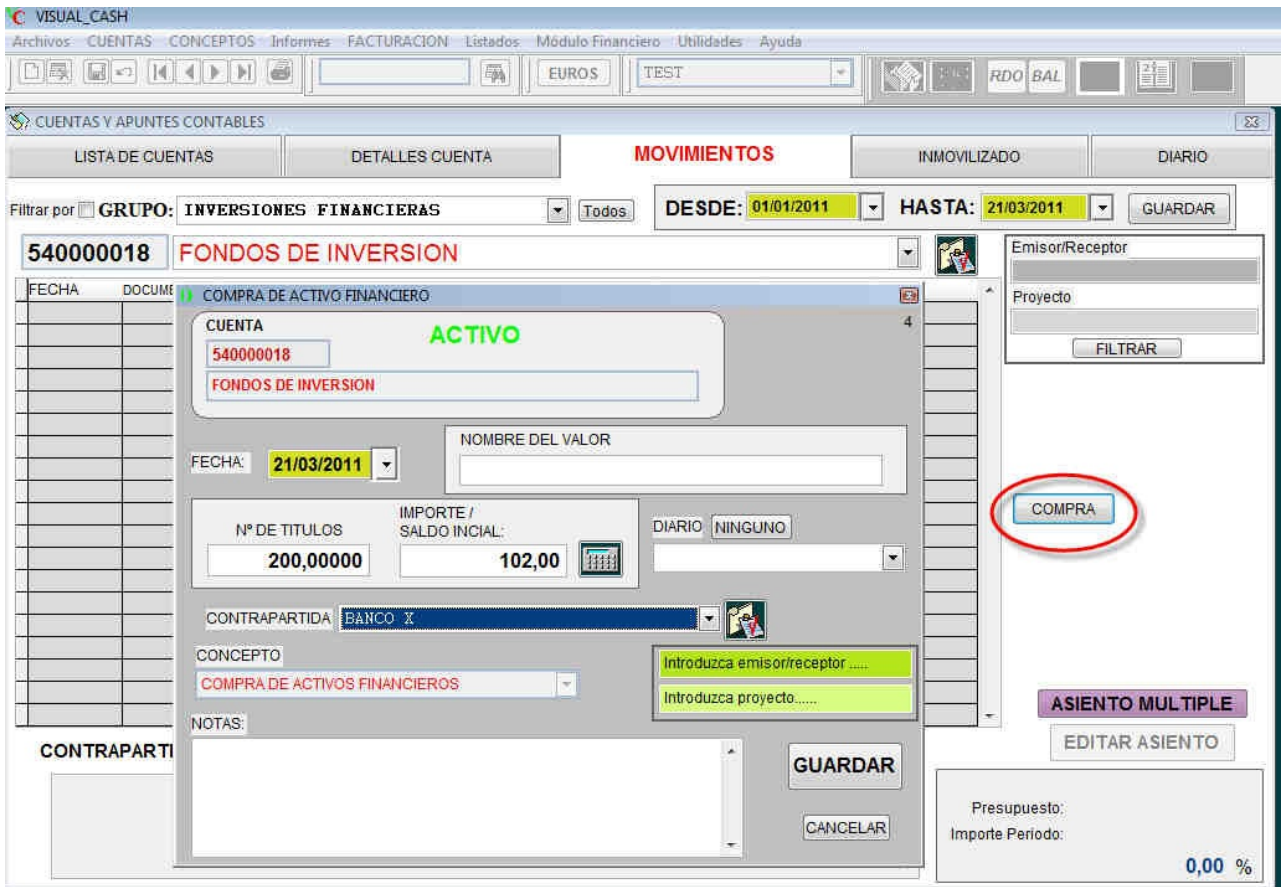 VISUAL_CASH
Archivos CUENTAS CONCEPTOS Informes FACTURACION Listados Módulo Financiero Utilidades Ayuda
EUROS TEST RDO BAL
CUENTAS Y APUNTES CONTABLES
LISTA DE CUENTAS DETALLES CUENTA MOVIMIENTOS INMOVILIZADO DIARIO
Filtrar por GRUPO: INVERSIONES FINANCIERAS Todos DESDE: 01/01/2011 HASTA: 21/03/2011 GUARDAR
540000018 FONDOS DE INVERSION
Emisor/Receptor
FECHA DOCUME
COMPRA DE ACTIVO FINANCIERO
Proyecto
CUENTA ACTIVO 4
540000018
FILTRAR
FONDOS DE INVERSION
NOMBRE DEL VALOR
FECHA: 21/03/2011
COMPRA
IMPORTE /
Nº DE TITULOS SALDO INCIAL: DIARIO NINGUNO
200,00000 102,00
CONTRAPARTIDA BANCO X
CONCEPTO
Introduzca emisor/receptor .....
COMPRA DE ACTIVOS FINANCIEROS
Introduzca proyecto......
ASIENTO MULTIPLE
NOTAS:
EDITAR ASIENTO
CONTRAPARTI
GUARDAR
Presupuesto:
CANCELAR
Importe Periodo:
0,00 %